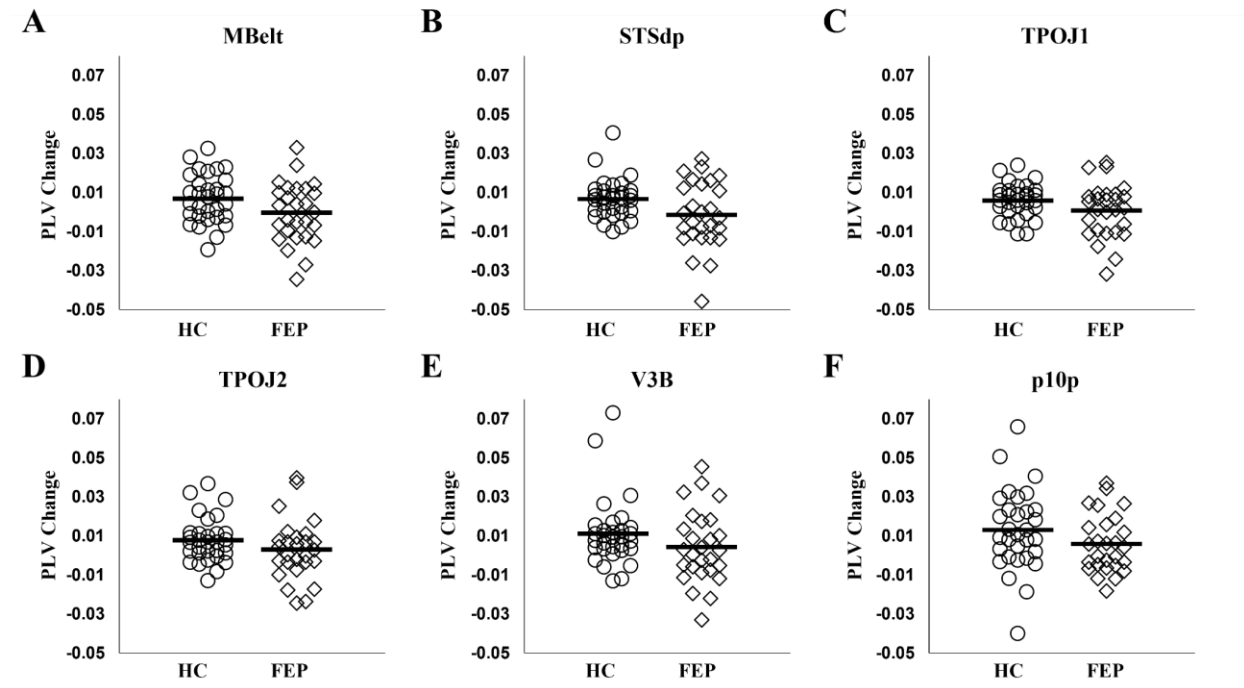 A
MBelt
PLV Change
0.07
0.05
0.03
0.01
-0.01
-0.03
-0.05
HC FEP
B
STSdp
PLV Change
0.07
0.05
0.03
0.01
-0.01
-0.03
-0.05
HC FEP
C
TPOJ1
PLV Change
0.07
0.05
0.03
0.01
-0.01
-0.03
-0.05
HC FEP
D
TPOJ2
PLV Change
0.07
0.05
0.03
0.01
-0.01
-0.03
-0.05
HC FEP
E
V3B
PLV Change
0.07
0.05
0.03
0.01
-0.01
-0.03
-0.05
HC FEP
F
p10p
PLV Change
0.07
0.05
0.03
0.01
-0.01
-0.03
-0.05
HC FEP